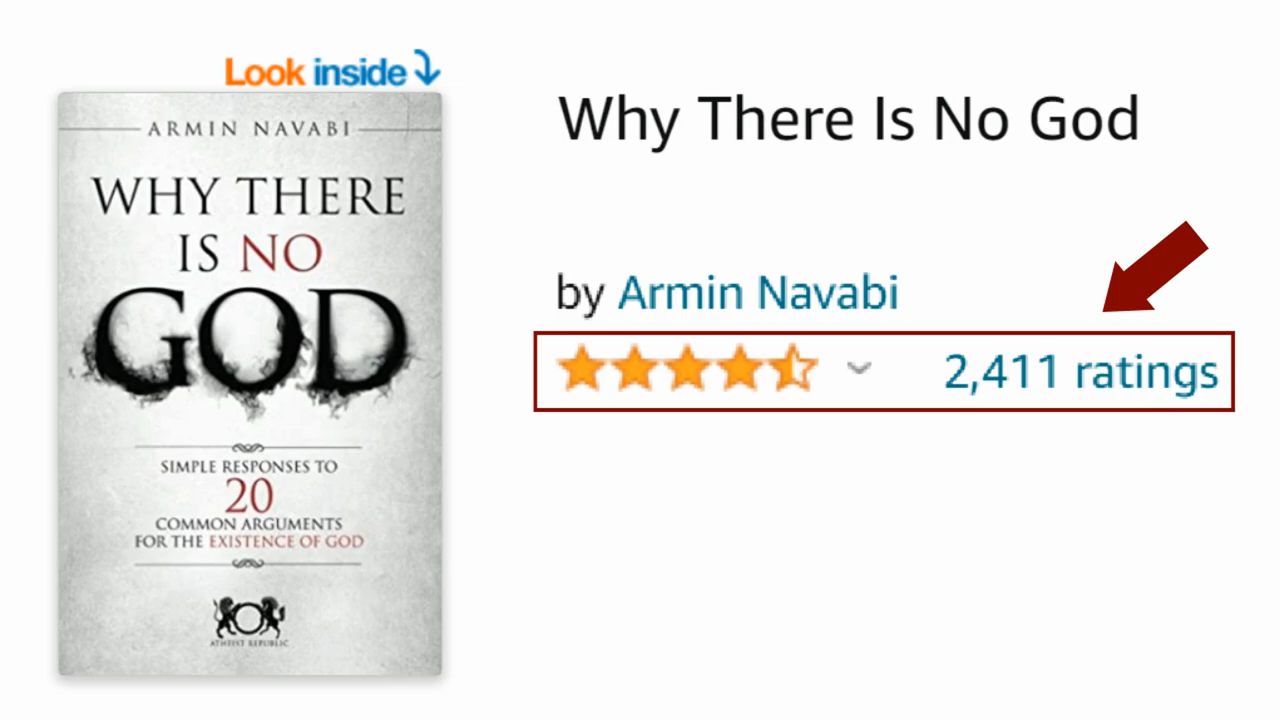 Look inside
ARMIN NAVABI
WHY THERE
IS NO
GOD
SIMPLE RESPONSES TO
20
COMMON ARGUMENTS
FOR THE EXISTENCE OF GOD
ATHEIST REPUBLIC
Why There Is No God
by Armin Navabi
2,411 ratings